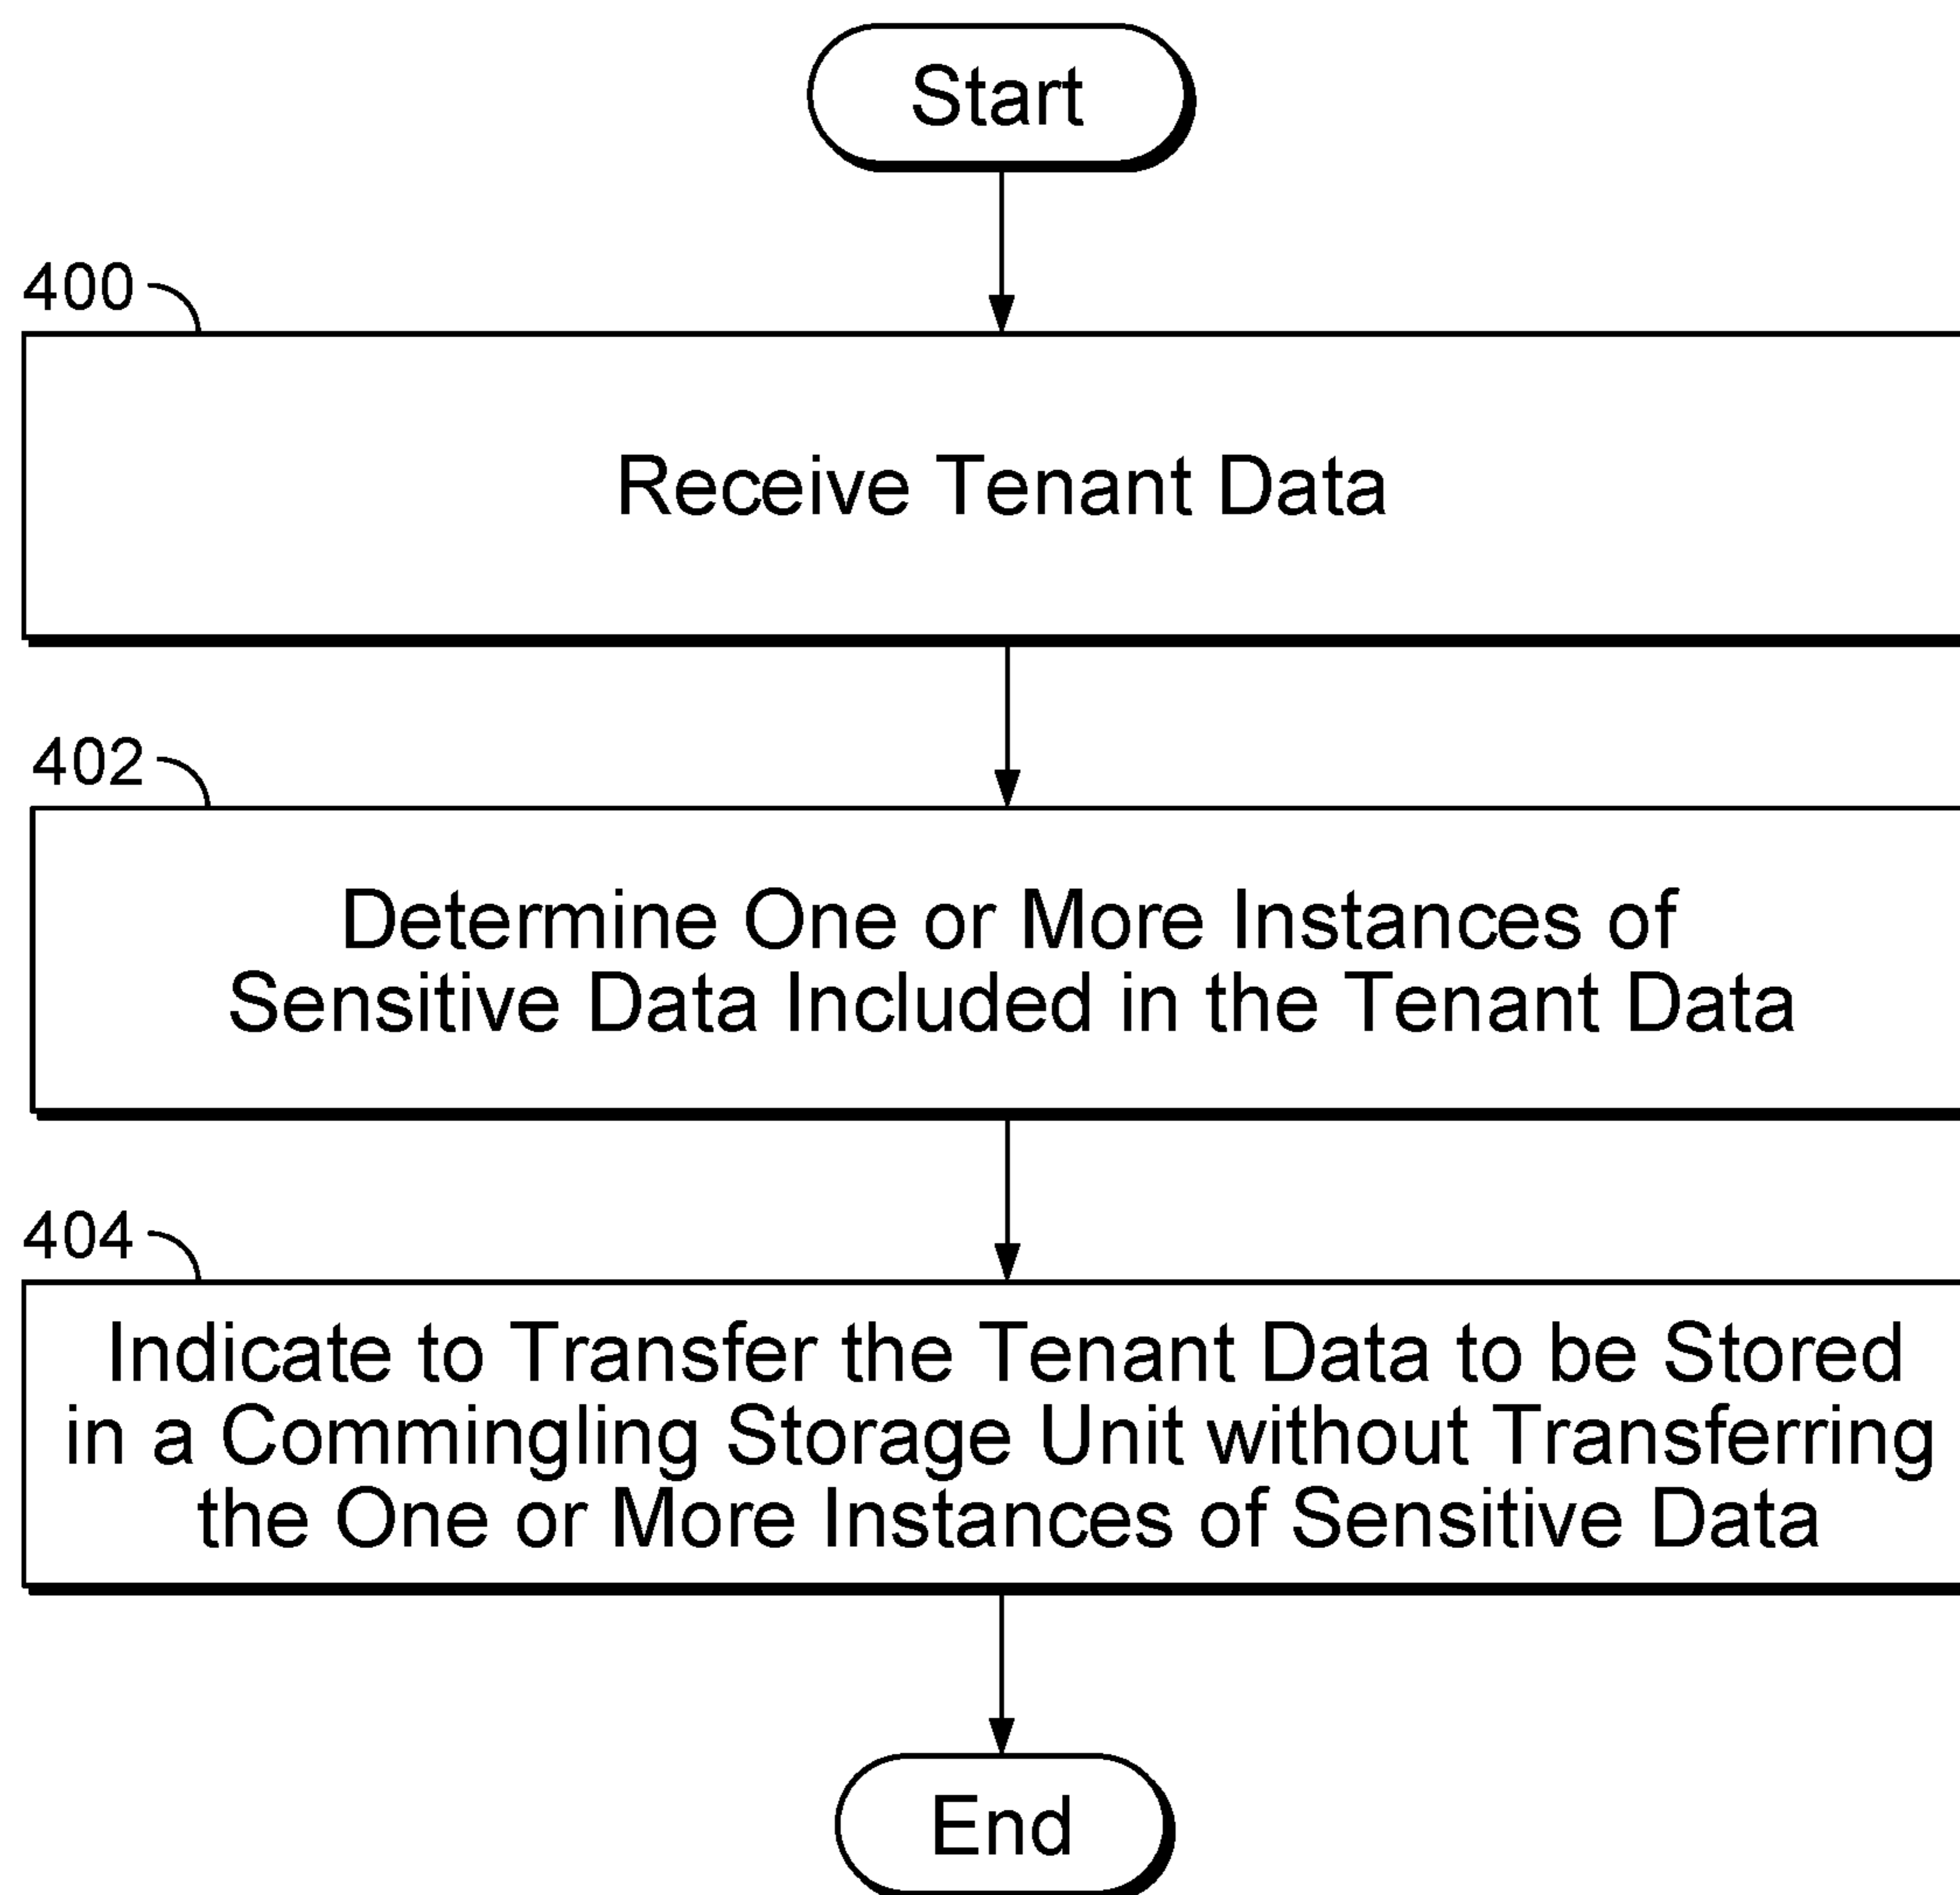 Start
400
Receive Tenant Data
402
Determine One or More Instances of
Sensitive Data Included in the Tenant Data
404
Indicate to Transfer the Tenant Data to be Stored
in a Commingling Storage Unit without Transferring
the One or More Instances of Sensitive Data
End